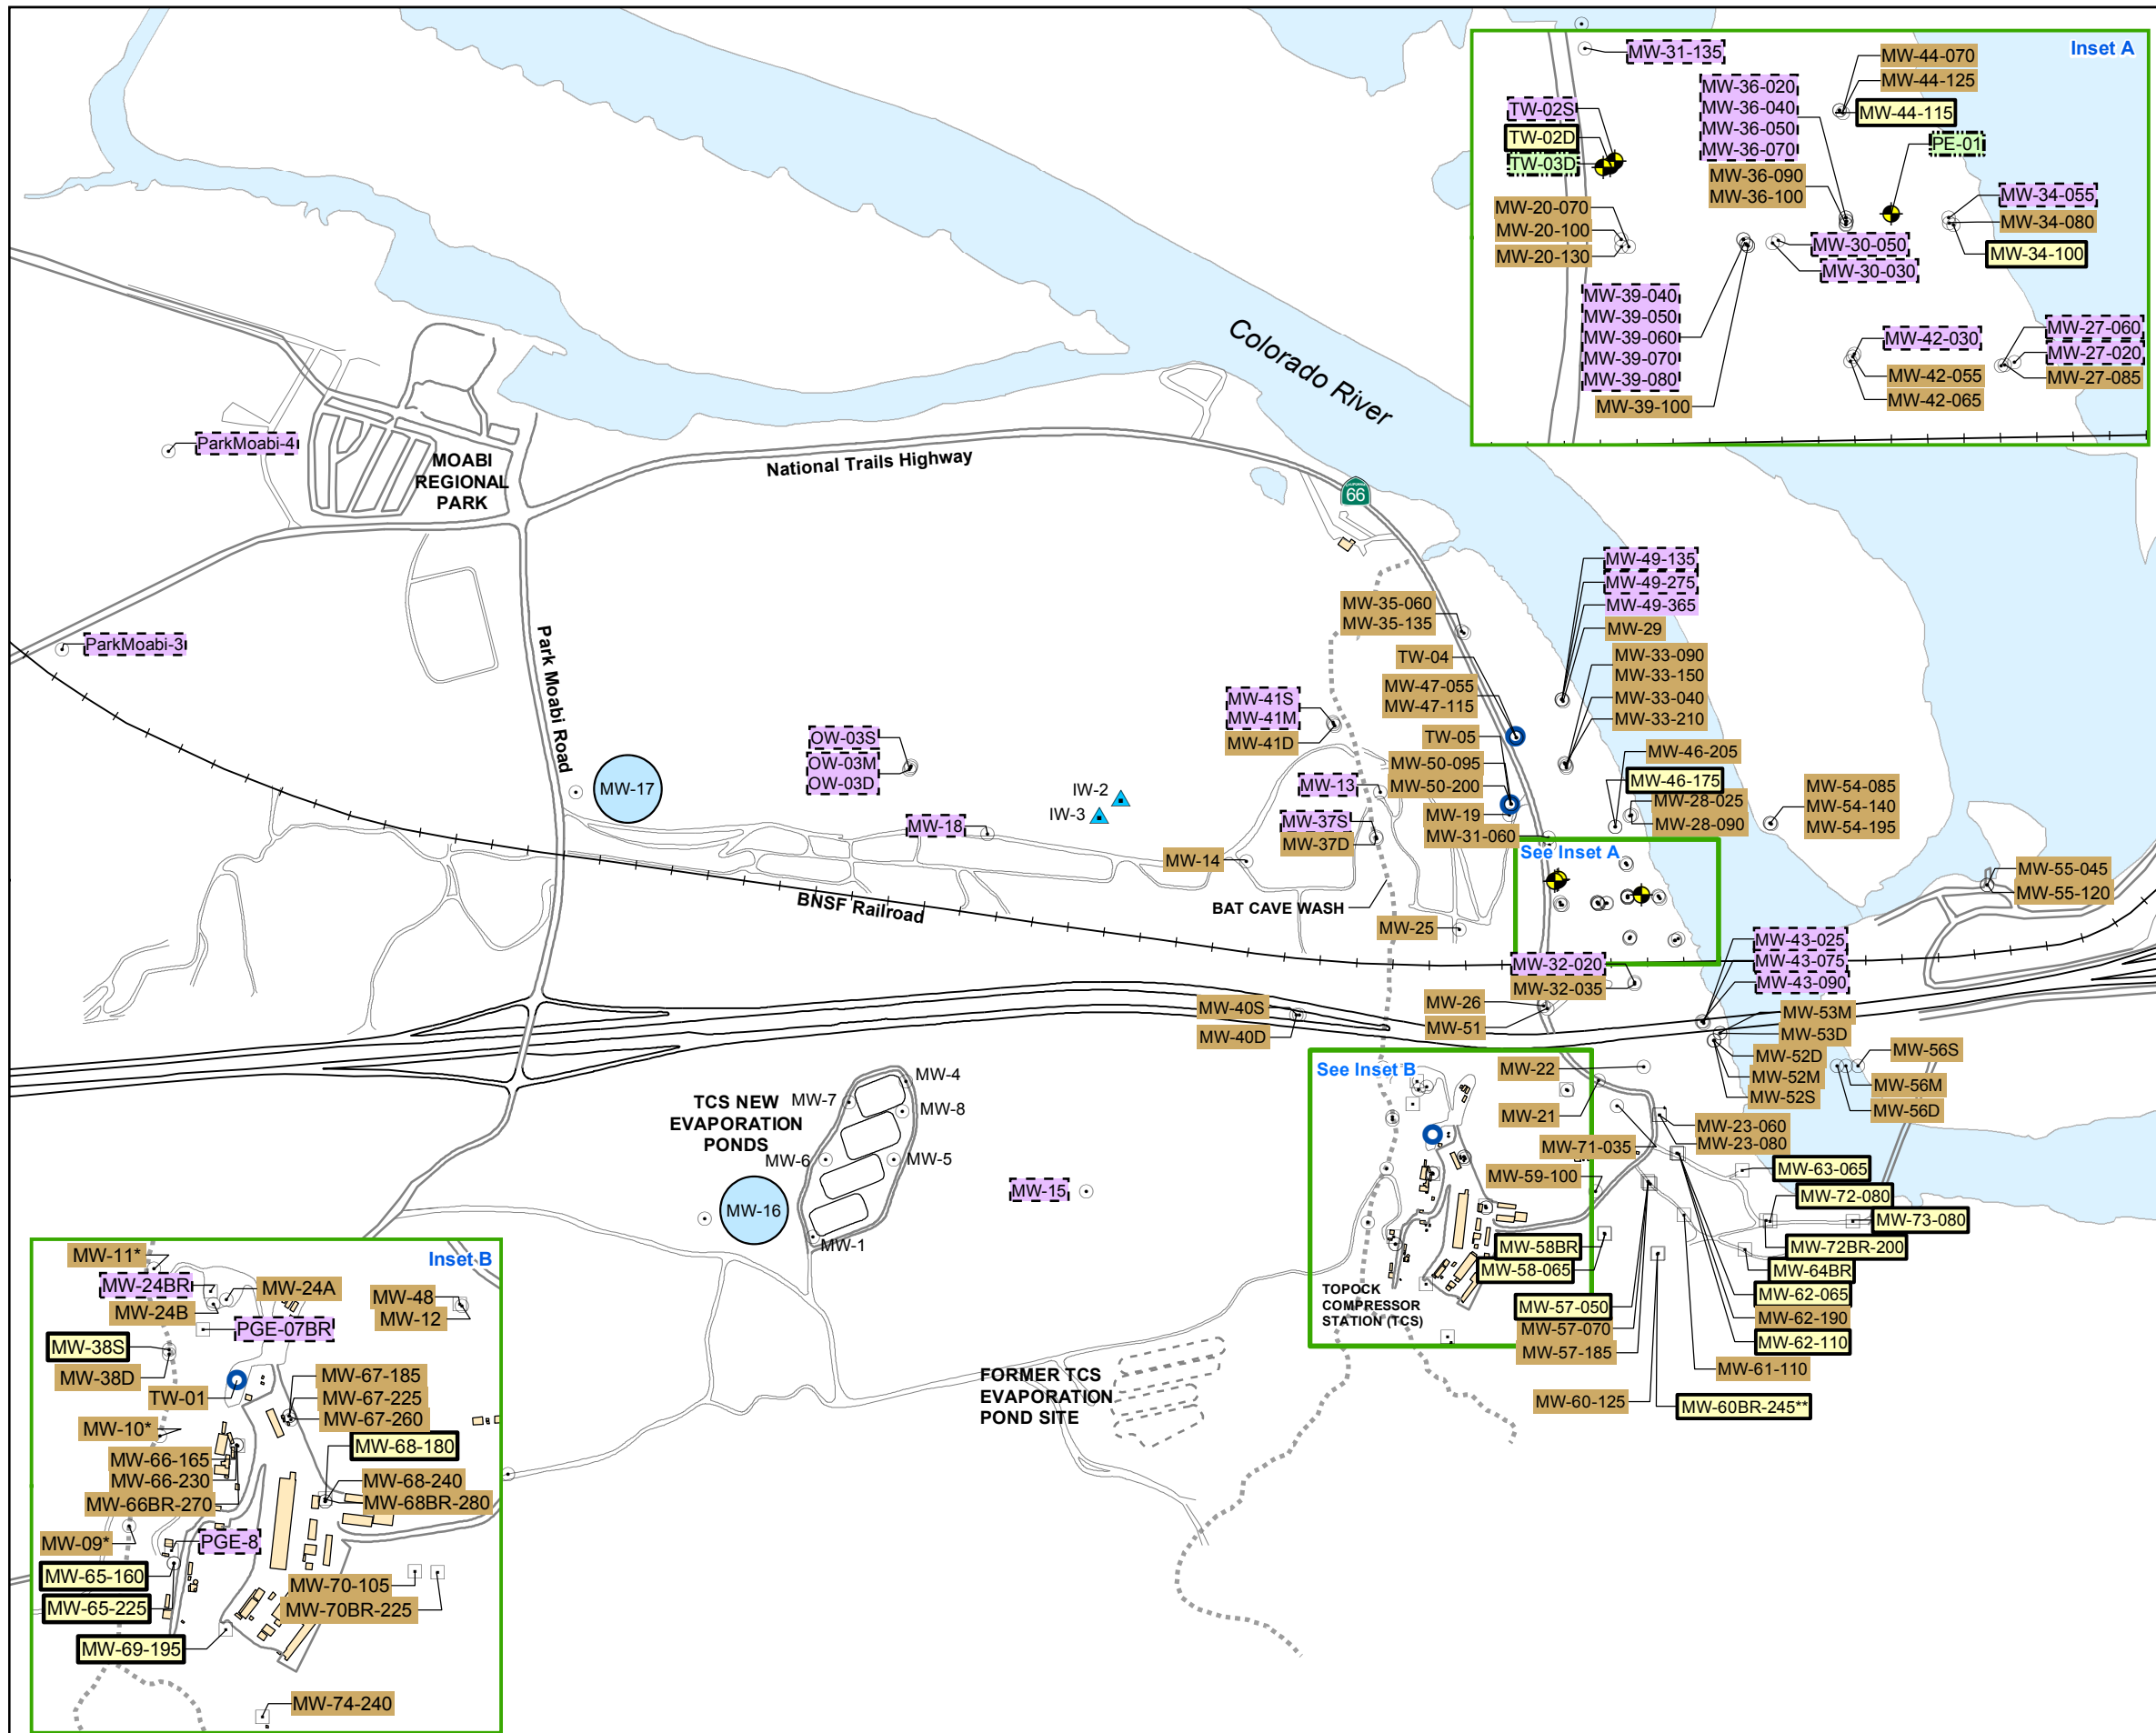 Inset A
MW-31-135
MW-44-070
MW-44-125
MW-44-115
MW-36-020
MW-36-040
MW-36-050
MW-36-070
TW-02S
TW-02D
TW-03D
PE-01
MW-36-090
MW-36-100
MW-34-055
MW-34-080
MW-34-100
MW-20-070
MW-20-100
MW-20-130
MW-30-050
MW-30-030
MW-39-040
MW-39-050
MW-39-060
MW-39-070
MW-39-080
MW-39-100
MW-42-030
MW-42-055
MW-42-065
MW-27-060
MW-27-020
MW-27-085
Colorado River
National Trails Highway
CALIFORNIA
66
ParkMoabi-4
MOABI
REGIONAL
PARK
ParkMoabi-3
Park Moabi Road
MW-17
OW-03S
OW-03M
OW-03D
MW-18
IW-2
IW-3
MW-49-135
MW-49-275
MW-49-365
MW-29
MW-35-060
MW-35-135
TW-04
MW-33-090
MW-33-150
MW-33-040
MW-33-210
MW-47-055
MW-47-115
MW-41S
MW-41M
MW-41D
TW-05
MW-50-095
MW-50-200
MW-13
MW-46-205
MW-46-175
MW-28-025
MW-28-090
MW-54-085
MW-54-140
MW-54-195
MW-19
MW-31-060
MW-37S
MW-37D
MW-14
See Inset A
MW-55-045
MW-55-120
BNSF Railroad
BAT CAVE WASH
MW-25
MW-43-025
MW-43-075
MW-43-090
MW-32-020
MW-32-035
MW-40S
MW-40D
MW-26
MW-51
MW-53M
MW-53D
MW-52D
MW-52M
MW-52S
MW-56S
MW-56M
MW-56D
See Inset B
MW-22
MW-21
MW-23-060
MW-23-080
MW-71-035
MW-59-100
MW-63-065
MW-72-080
MW-73-080
MW-72BR-200
MW-64BR
MW-58BR
MW-58-065
MW-62-065
MW-62-190
MW-62-110
MW-57-050
MW-57-070
MW-57-185
MW-61-110
MW-60-125
MW-60BR-245**
TOPOCK
COMPRESSOR
STATION (TCS)
TCS NEW
EVAPORATION
PONDS
MW-4
MW-7
MW-8
MW-6
MW-5
MW-16
MW-1
MW-15
FORMER TCS
EVAPORATION
POND SITE
Inset B
MW-11*
MW-24BR
MW-24A
MW-24B
MW-48
MW-12
PGE-07BR
MW-38S
MW-38D
TW-01
MW-67-185
MW-67-225
MW-67-260
MW-10*
MW-68-180
MW-66-165
MW-66-230
MW-66BR-270
MW-68-240
MW-68BR-280
MW-09*
PGE-8
MW-65-160
MW-65-225
MW-70-105
MW-70BR-225
MW-69-195
MW-74-240